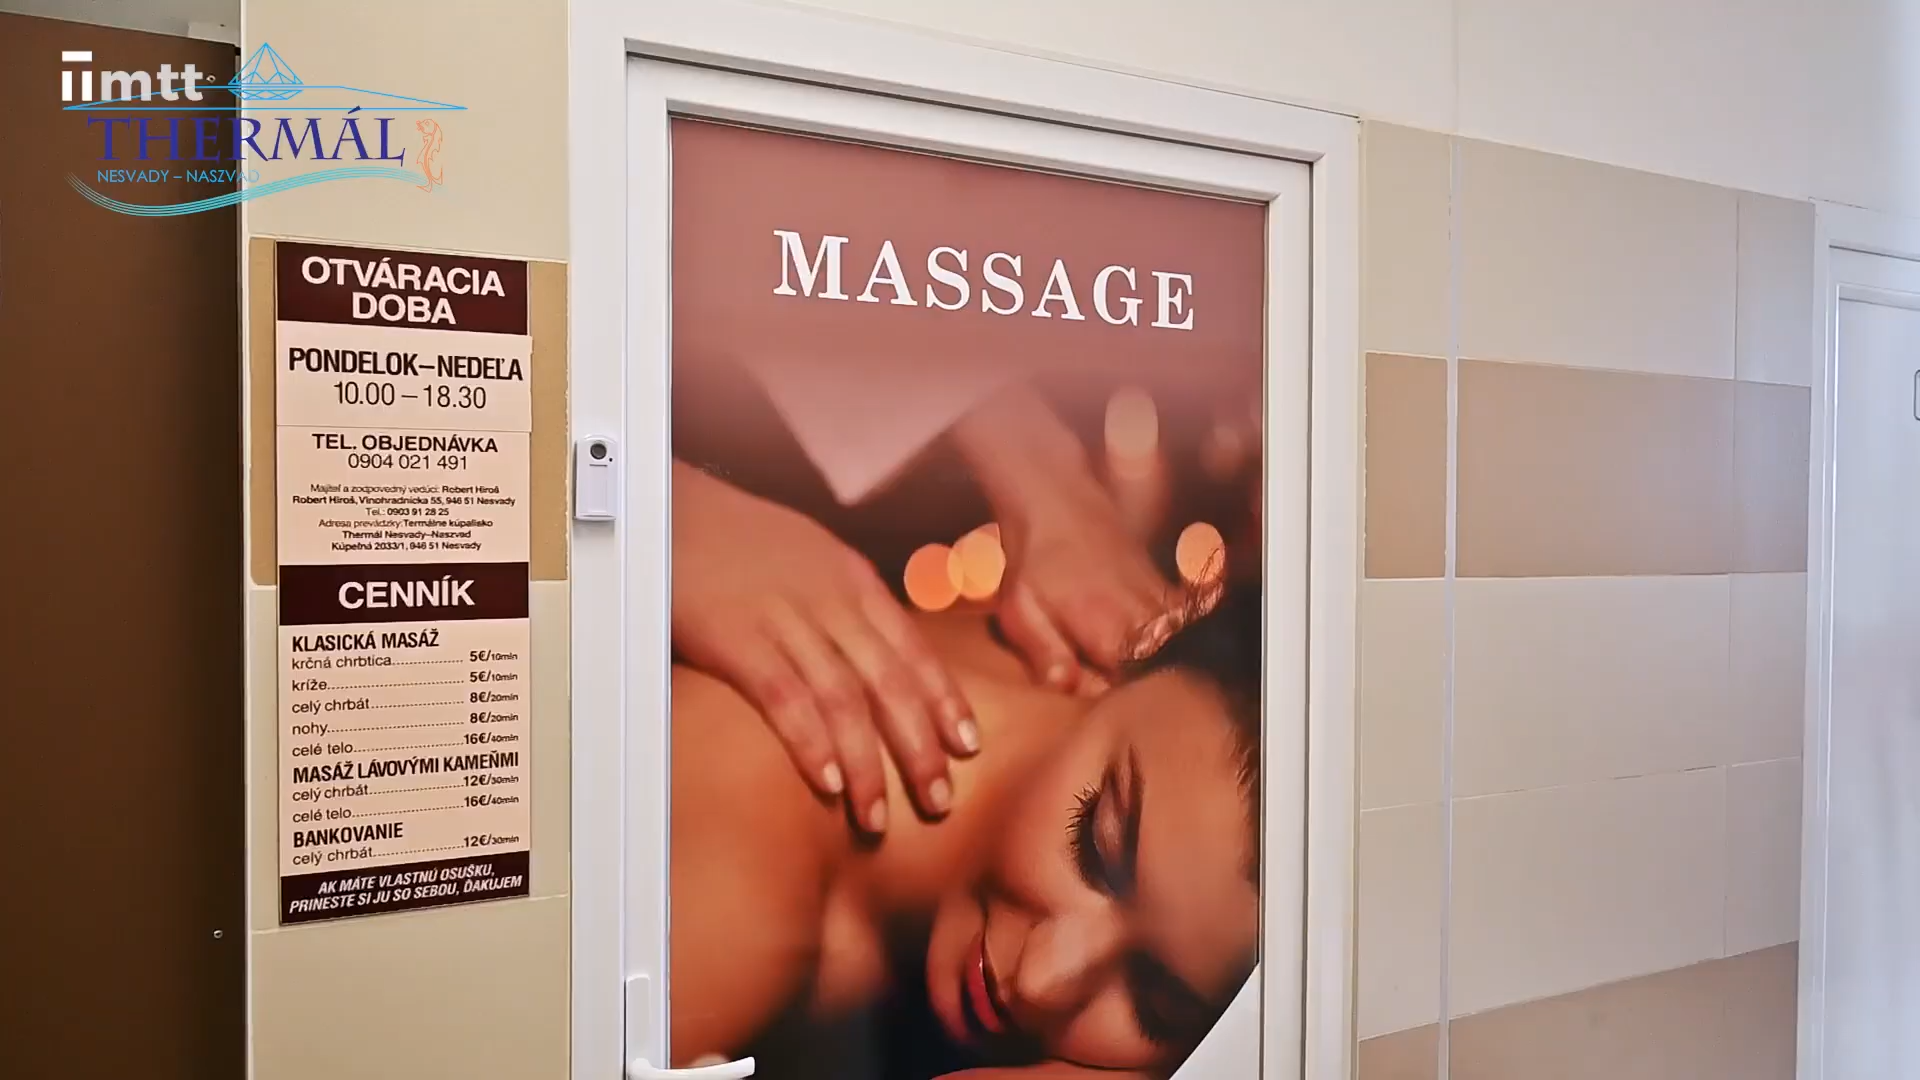 timtt
THERMÁL
NESVADY – NASZVAD
OTVÁRACIA
DOBA
PONDELOK–NEDEĽA
10.00 – 18.30
TEL. OBJEDNÁVKA
0904 021 491
Majiteľ a zodpovedný vedúci: Robert Hiroš
Robert Hiroš, Vinohradnícka 55, 946 51 Nesvady
Tel.: 0903 91 28 25
Adresa prevádzky: Termálne kúpalisko
Thermál Nesvady–Naszvad
Kúpeľná 2033/1, 946 51 Nesvady
CENNÍK
KLASICKÁ MASÁŽ
krčná chrbtica 5€/10min
kríže 5€/10min
celý chrbát 8€/20min
nohy 8€/20min
celé telo 16€/40min
MASÁŽ LÁVOVÝMI KAMEŇMI
celý chrbát 12€/30min
celé telo 16€/40min
BANKOVANIE
celý chrbát 12€/30min
AK MÁTE VLASTNÚ OSUŠKU,
PRINESTE SI JU SO SEBOU, ĎAKUJEM
MASSAGE